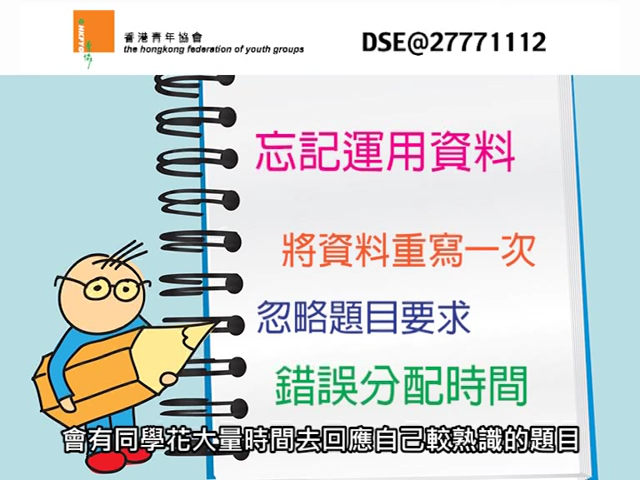 香港青年協會
the hongkong federation of youth groups
DSE@27771112
HKFYG
青協
忘記運用資料
將資料重寫一次
忽略題目要求
錯誤分配時間
會有同學花大量時間去回應自己較熟識的題目